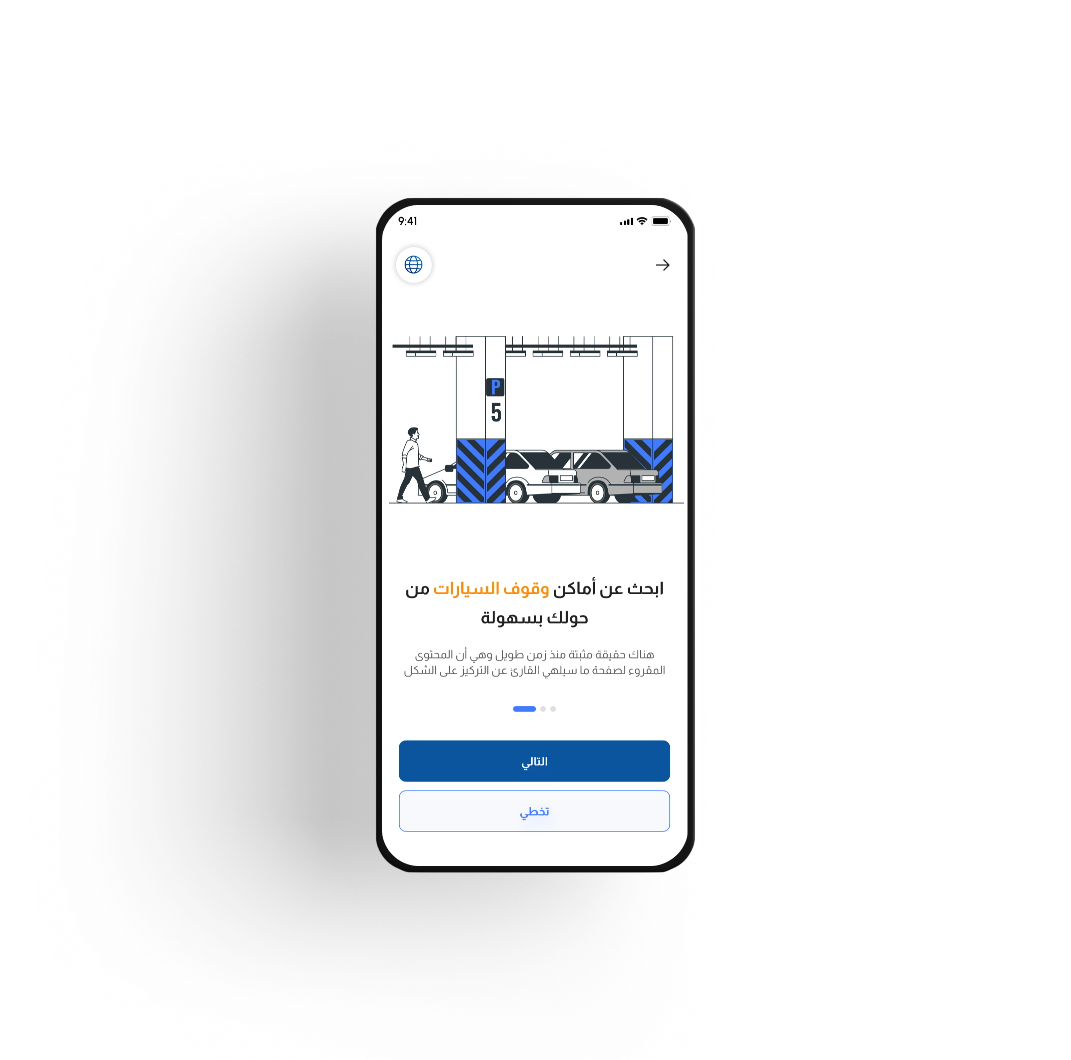 9:41
P
5
ابحث عن أماكن وقوف السيارات من
حولك بسهولة
هناك حقيقة مثبتة منذ زمن طويل وهي أن المحتوى
المقروء لصفحة ما سيلهي القارئ عن التركيز على الشكل
التالي
تخطي